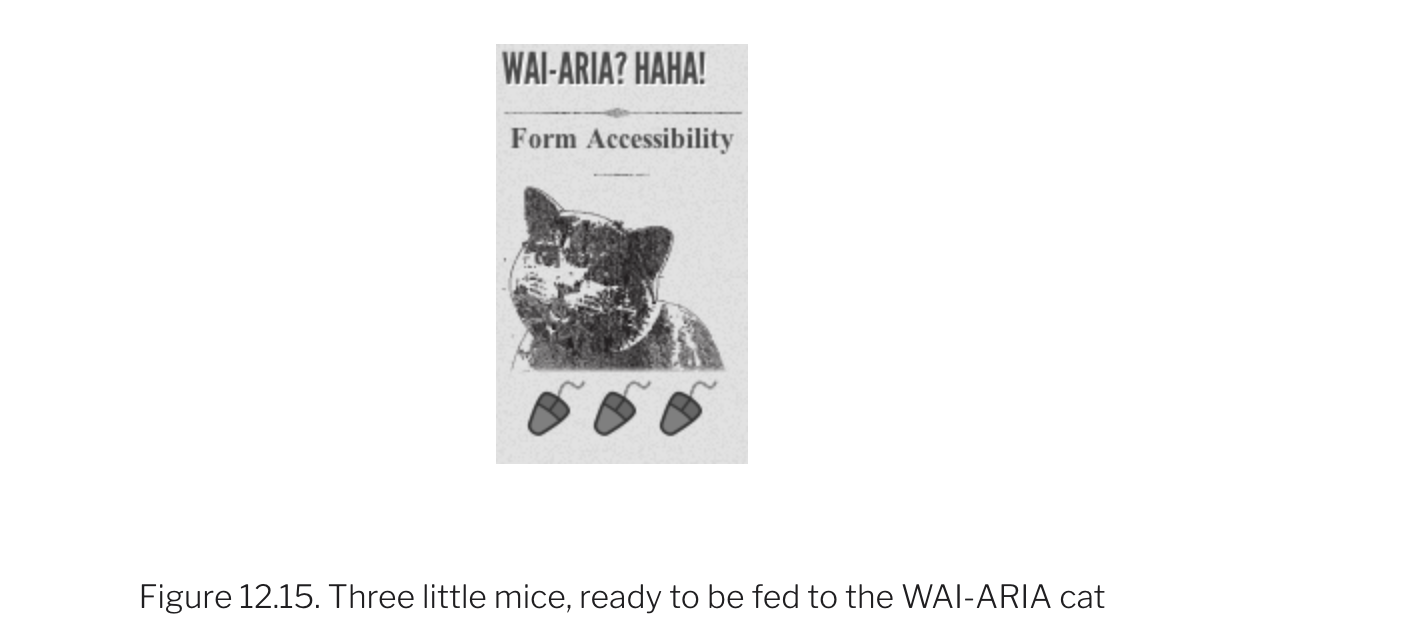 WAI-ARIA? HAHA!
Form Accessibility
Figure 12.15. Three little mice, ready to be fed to the WAI-ARIA cat